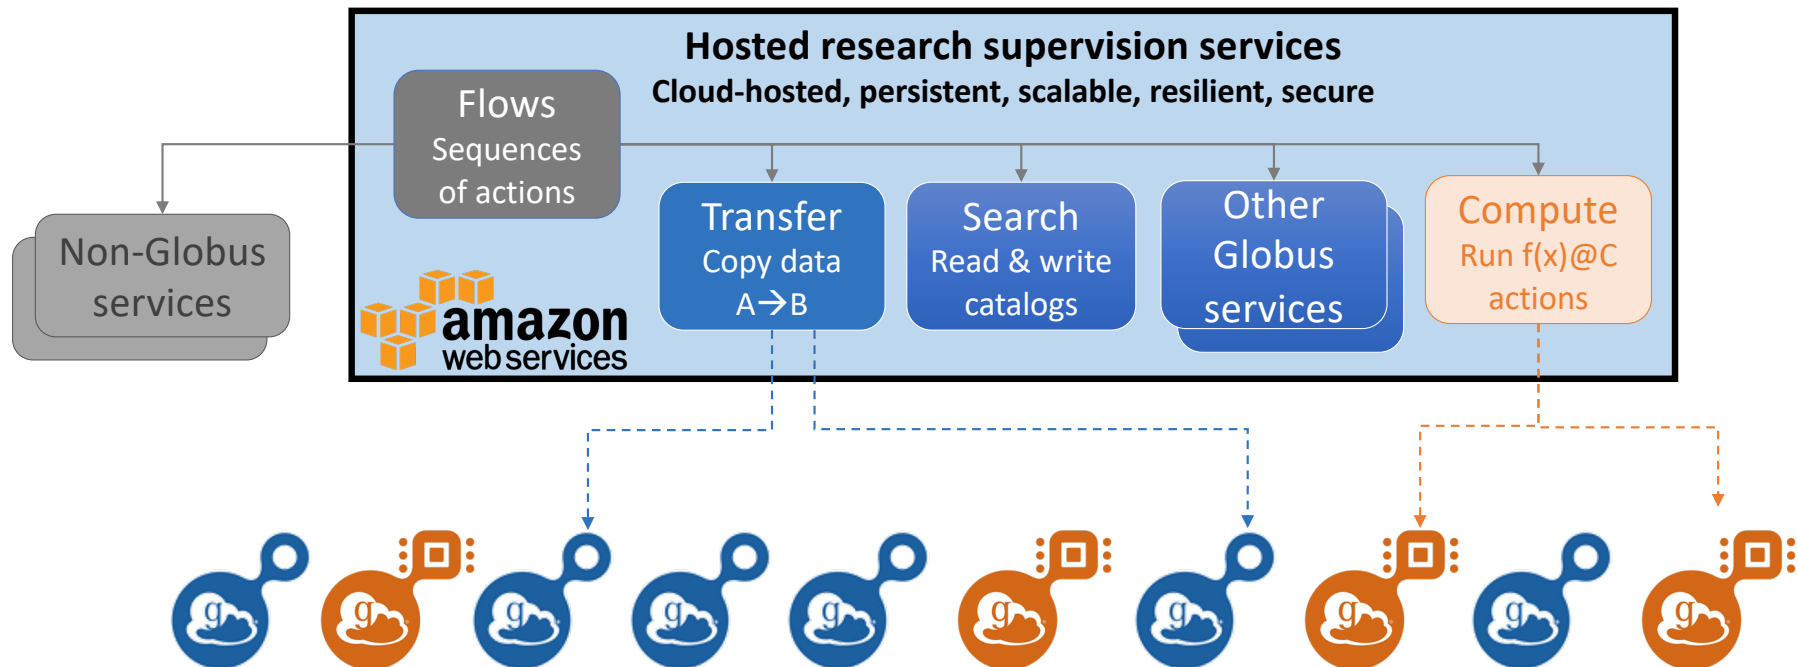 Hosted research supervision services
Cloud-hosted, persistent, scalable, resilient, secure
Flows
Sequences
of actions
Non-Globus
services
Transfer
Copy data
A→B
Search
Read & write
catalogs
Other
Globus
services
Compute
Run f(x)@C
actions
amazon
web services
g
g
g
g
g
g
g
g
g
g